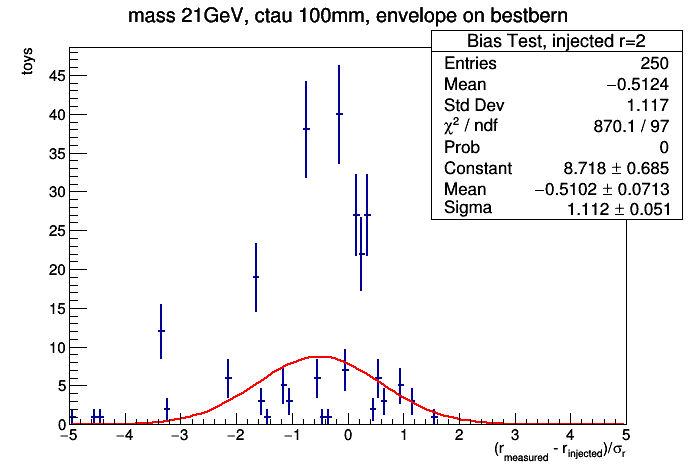 mass 21GeV, ctau 100mm, envelope on bestbern
Bias Test, injected r=2
Entries 250
Mean −0.5124
Std Dev 1.117
χ² / ndf 870.1 / 97
Prob 0
Constant 8.718 ± 0.685
Mean −0.5102 ± 0.0713
Sigma 1.112 ± 0.051
toys
45
40
35
30
25
20
15
10
5
0
−5 −4 −3 −2 −1 0 1 2 3 4 5
(r_measured - r_injected)/σ_r